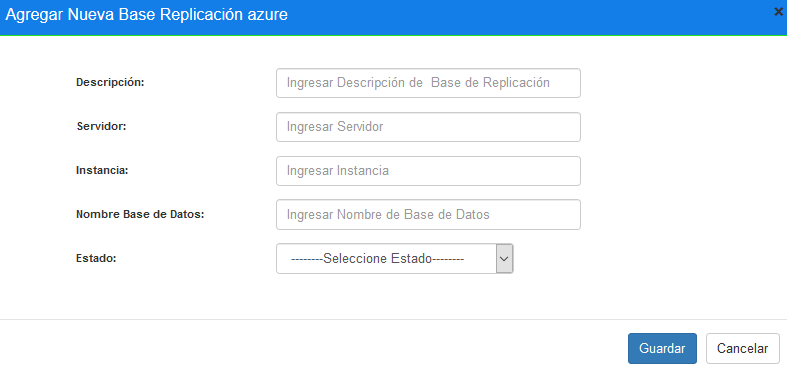 Agregar Nueva Base Replicación azure
Descripción: Ingresar Descripción de  Base de Replicación
Servidor: Ingresar Servidor
Instancia: Ingresar Instancia
Nombre Base de Datos: Ingresar Nombre de Base de Datos
Estado: --------Seleccione Estado--------
Guardar Cancelar